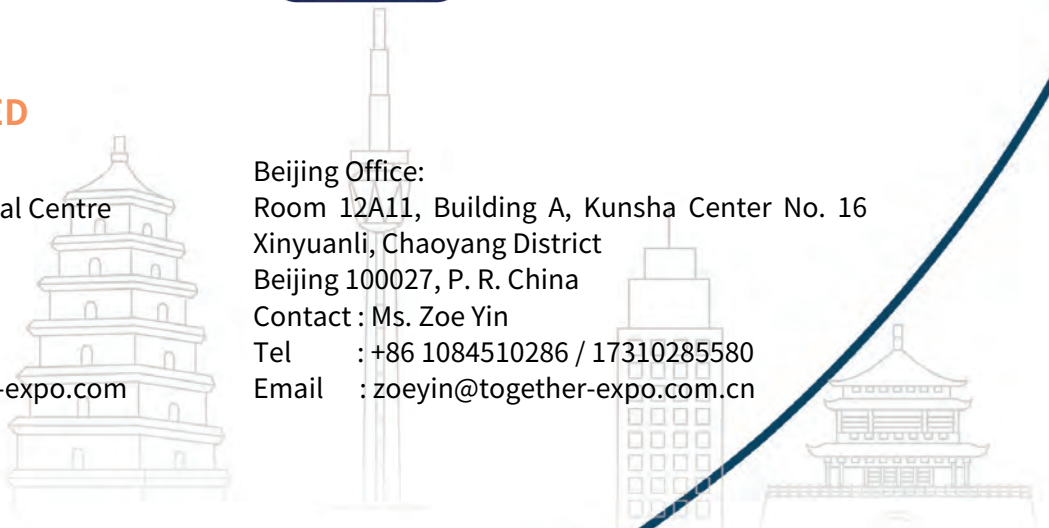 ED
al Centre
-expo.com
Beijing Office:
Room 12A11, Building A, Kunsha Center No. 16
Xinyuanli, Chaoyang District
Beijing 100027, P. R. China
Contact : Ms. Zoe Yin
Tel : +86 1084510286 / 17310285580
Email : zoeyin@together-expo.com.cn